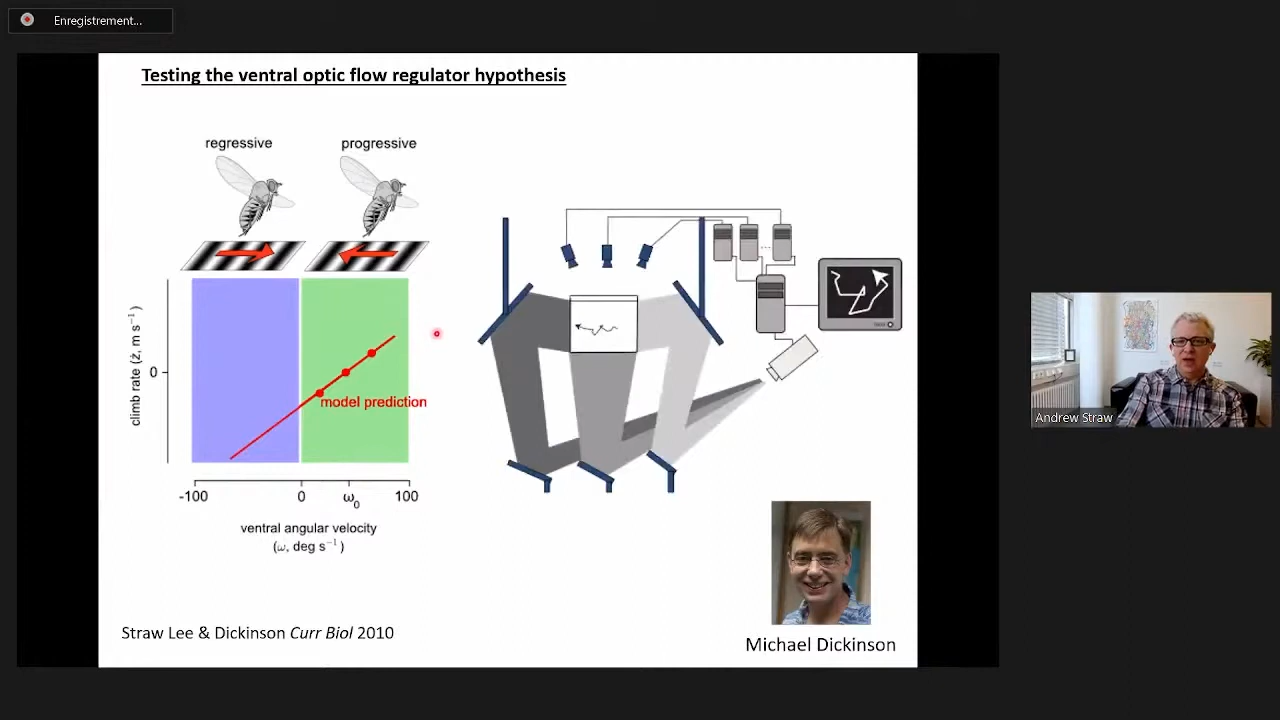 Enregistrement...
Testing the ventral optic flow regulator hypothesis
regressive
progressive
climb rate (ż, m s⁻¹)
0
model prediction
-100
0
ω₀
100
ventral angular velocity
(ω, deg s⁻¹)
Straw Lee & Dickinson Curr Biol 2010
Michael Dickinson
Andrew Straw